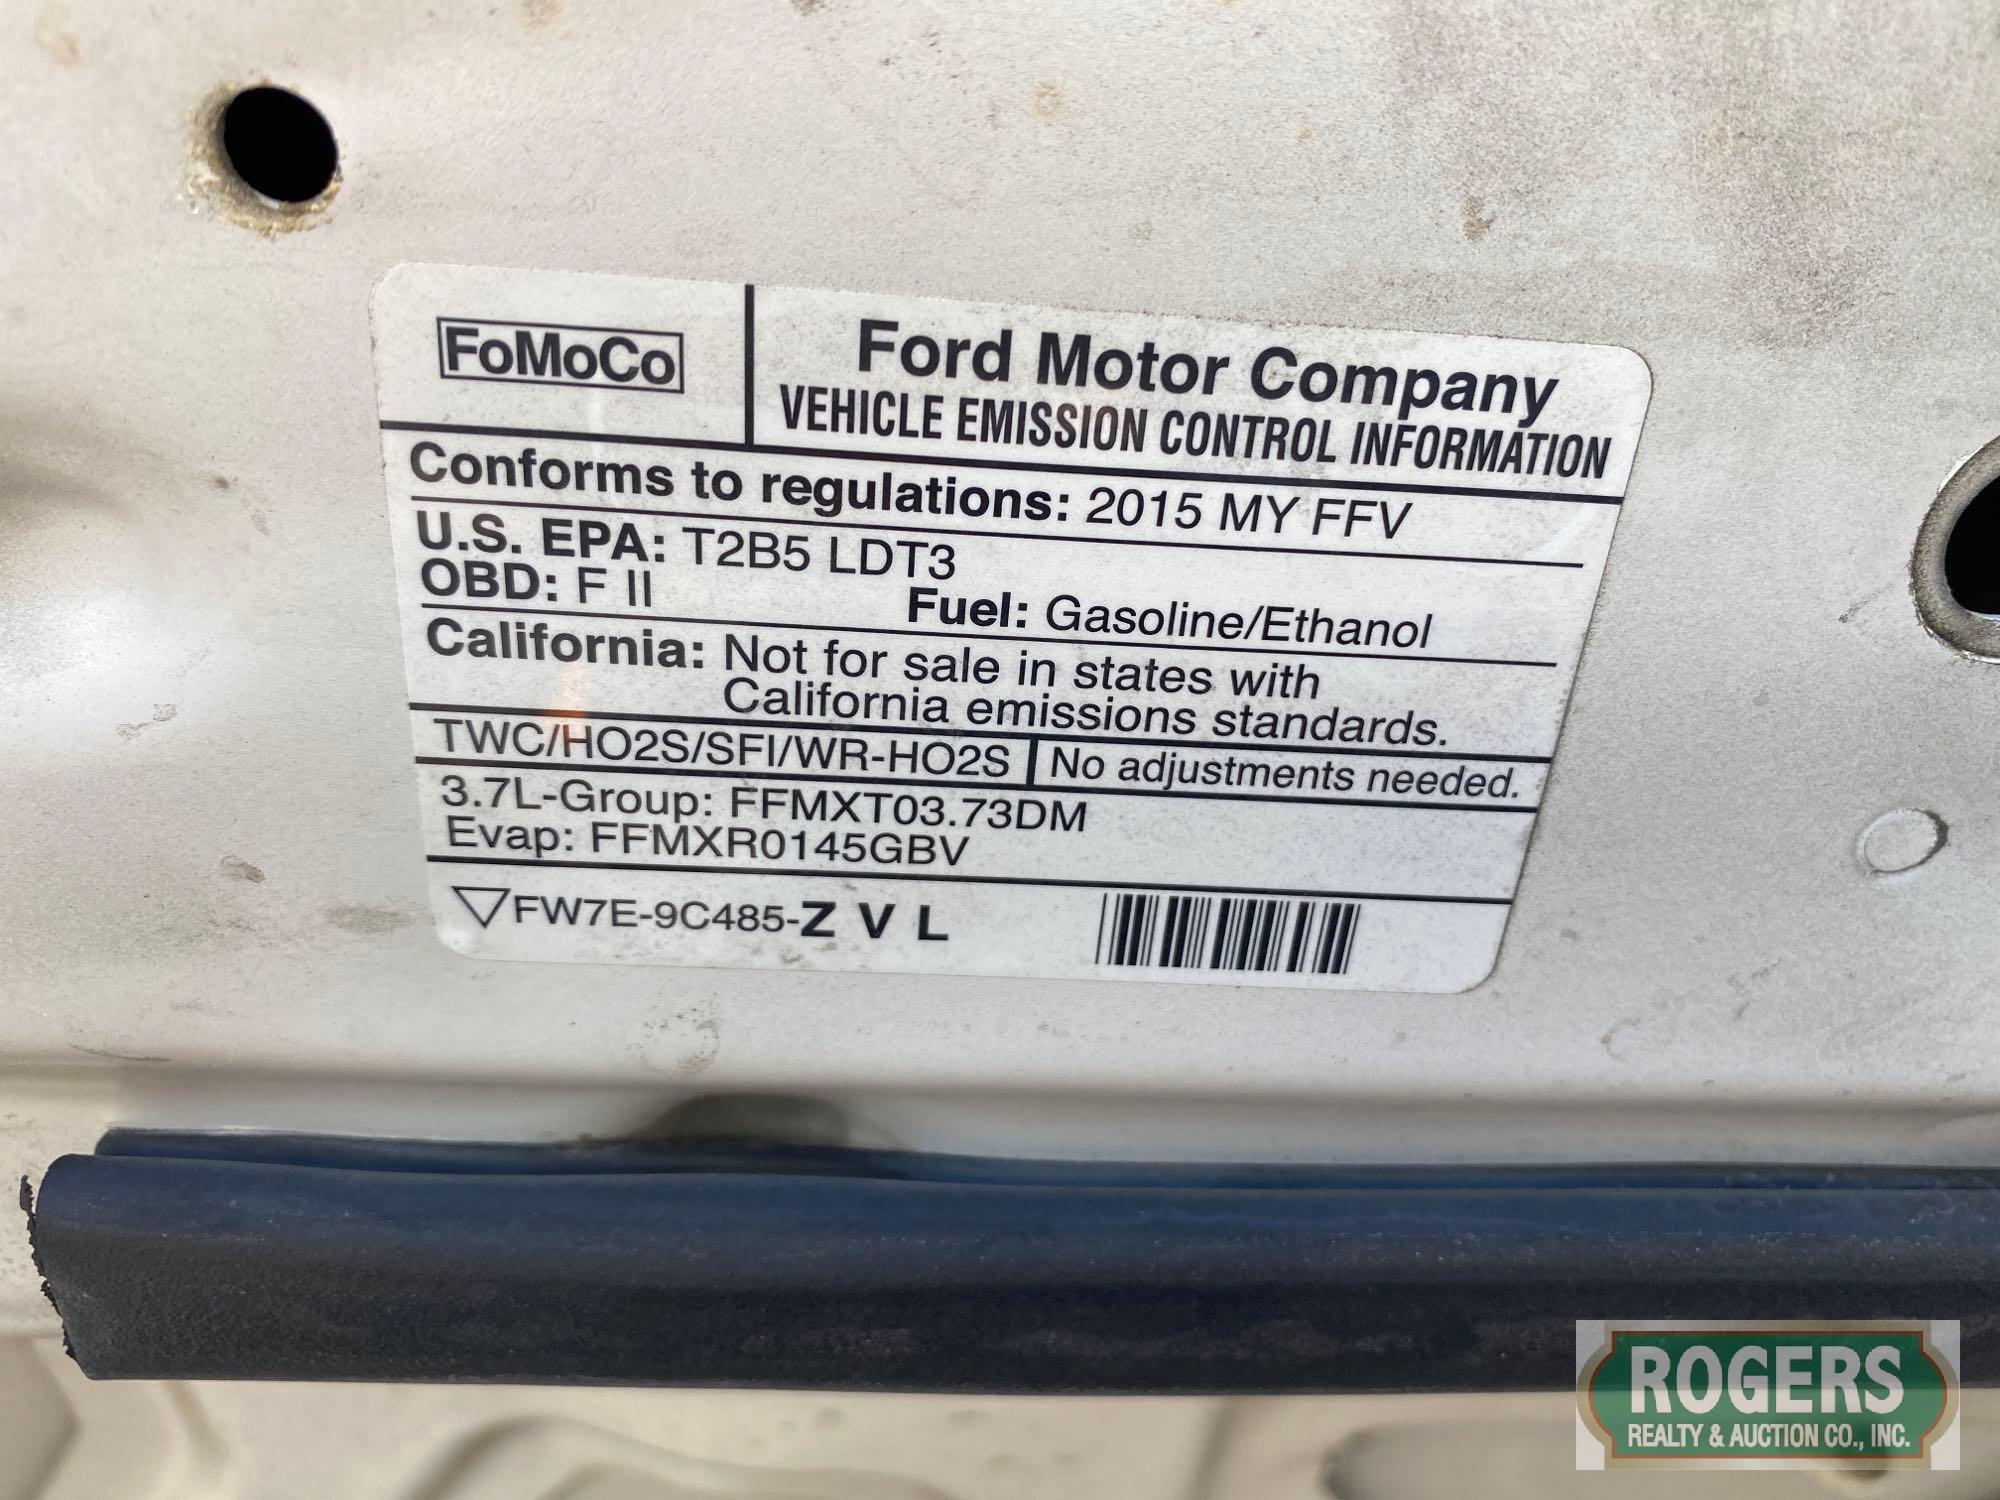 FoMoCo
Ford Motor Company
VEHICLE EMISSION CONTROL INFORMATION
Conforms to regulations: 2015 MY FFV
U.S. EPA: T2B5 LDT3
OBD: F II Fuel: Gasoline/Ethanol
California: Not for sale in states with
California emissions standards.
TWC/HO2S/SFI/WR-HO2S No adjustments needed.
3.7L-Group: FFMXT03.73DM
Evap: FFMXR0145GBV
FW7E-9C485-Z V L
ROGERS
REALTY & AUCTION CO., INC.